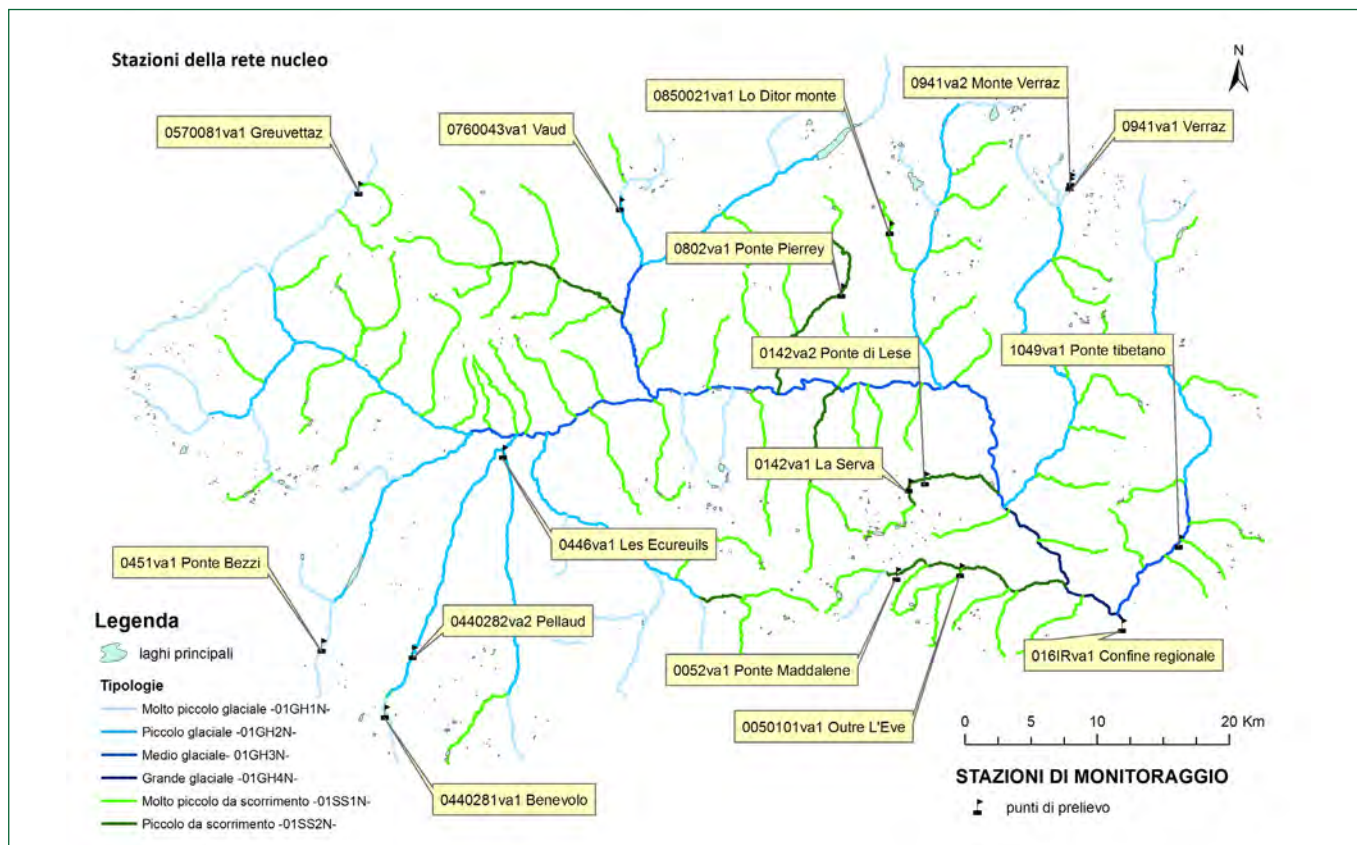 Stazioni della rete nucleo
N
0941va2 Monte Verraz
0850021va1 Lo Ditor monte
0570081va1 Greuvettaz
0760043va1 Vaud
0941va1 Verraz
0802va1 Ponte Pierrey
0142va2 Ponte di Lese
1049va1 Ponte tibetano
0142va1 La Serva
0446va1 Les Ecureuils
0451va1 Ponte Bezzi
0440282va2 Pellaud
0052va1 Ponte Maddalene
016IRva1 Confine regionale
0050101va1 Outre L'Eve
0440281va1 Benevolo
Legenda
laghi principali
Tipologie
Molto piccolo glaciale -01GH1N-
Piccolo glaciale -01GH2N-
Medio glaciale- 01GH3N-
Grande glaciale -01GH4N-
Molto piccolo da scorrimento -01SS1N-
Piccolo da scorrimento -01SS2N-
0 5 10 20 Km
STAZIONI DI MONITORAGGIO
punti di prelievo